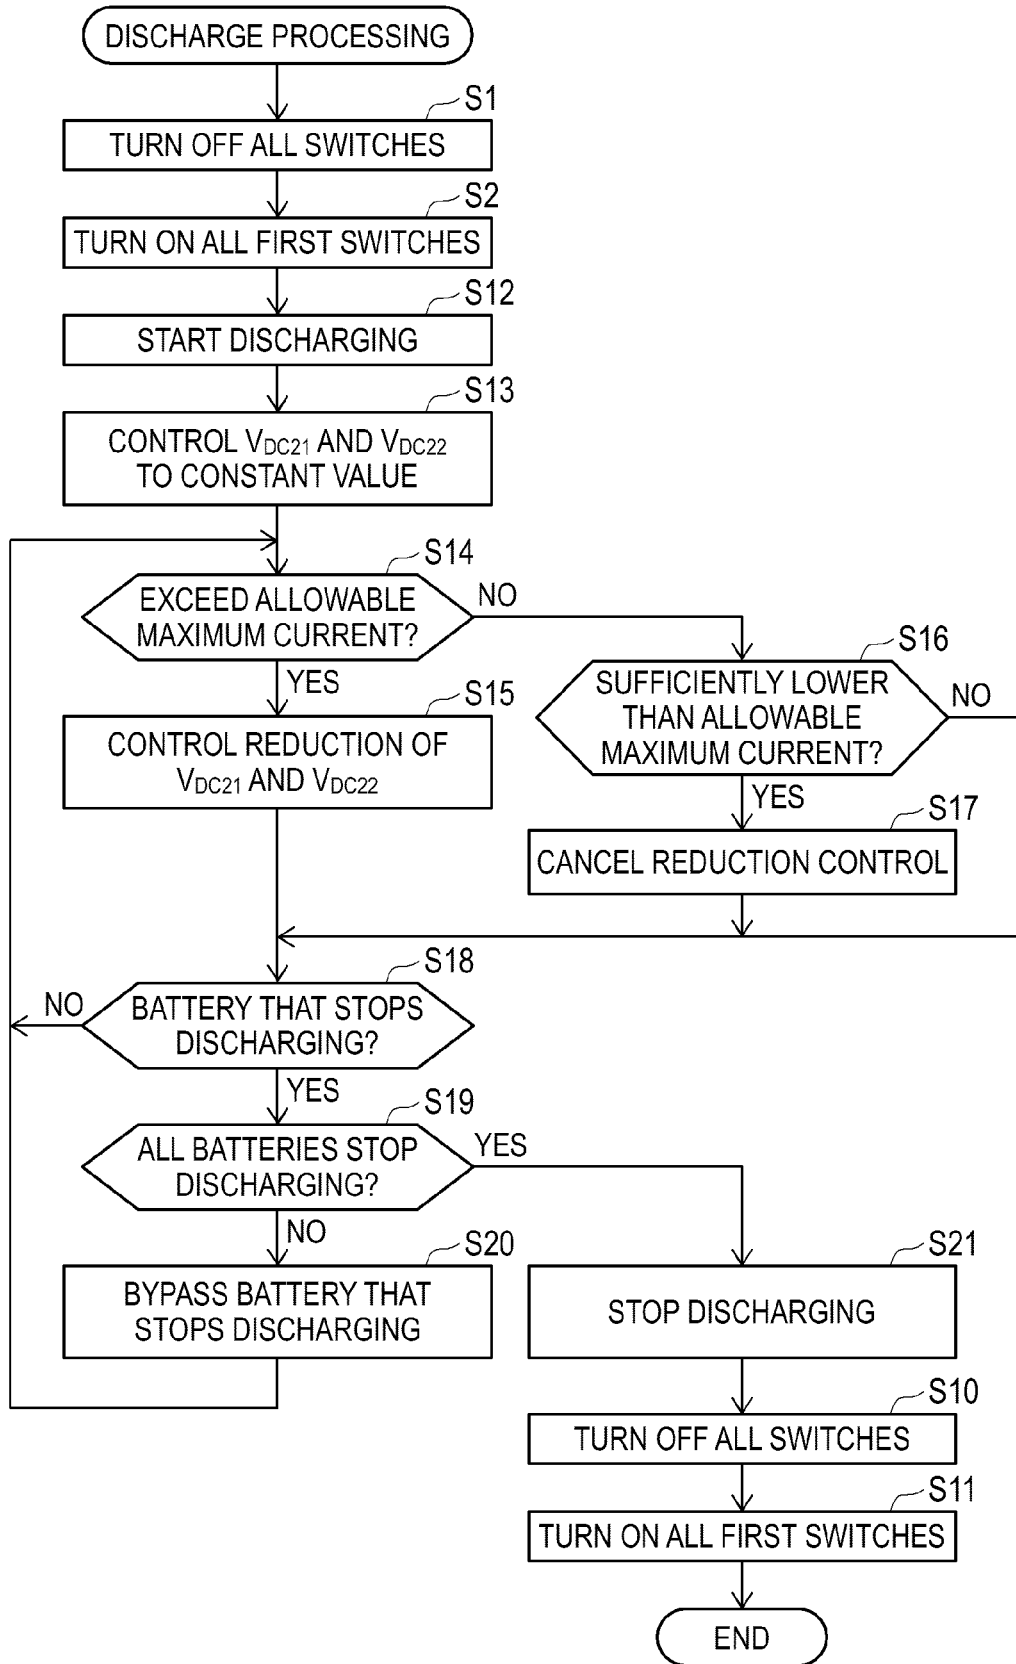 DISCHARGE PROCESSING
S1
TURN OFF ALL SWITCHES
S2
TURN ON ALL FIRST SWITCHES
S12
START DISCHARGING
S13
CONTROL VDC21 AND VDC22
TO CONSTANT VALUE
S14
EXCEED ALLOWABLE
MAXIMUM CURRENT?
NO
YES
S16
SUFFICIENTLY LOWER
THAN ALLOWABLE
MAXIMUM CURRENT?
NO
YES
S15
CONTROL REDUCTION OF
VDC21 AND VDC22
S17
CANCEL REDUCTION CONTROL
S18
BATTERY THAT STOPS
DISCHARGING?
NO
YES
S19
ALL BATTERIES STOP
DISCHARGING?
YES
NO
S20
BYPASS BATTERY THAT
STOPS DISCHARGING
S21
STOP DISCHARGING
S10
TURN OFF ALL SWITCHES
S11
TURN ON ALL FIRST SWITCHES
END